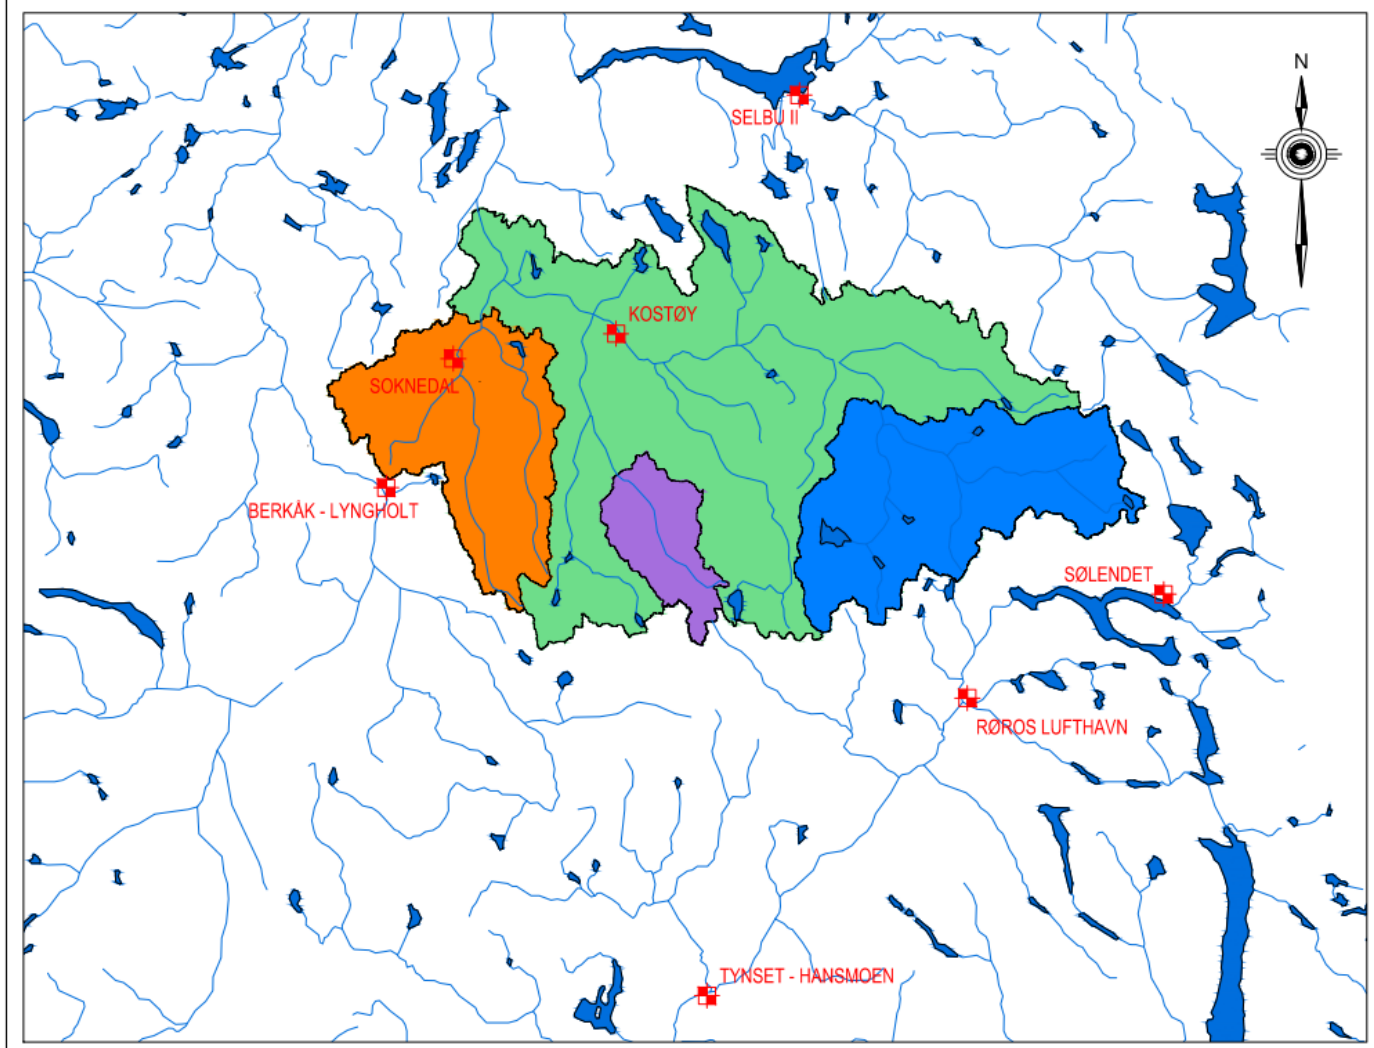 N
SELBU II
KOSTØY
SOKNEDAL
BERKÅK - LYNGHOLT
SØLENDET
RØROS LUFTHAVN
TYNSET - HANSMOEN